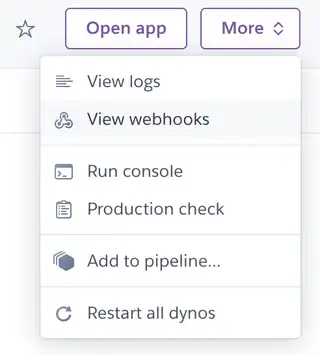 Open app
More
View logs
View webhooks
Run console
Production check
Add to pipeline...
Restart all dynos